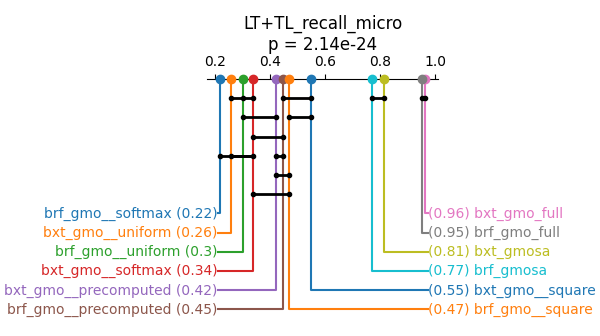 LT+TL_recall_micro
p = 2.14e-24
0.2 0.4 0.6 0.8 1.0
brf_gmo__softmax (0.22) (0.96) bxt_gmo_full
bxt_gmo__uniform (0.26) (0.95) brf_gmo_full
brf_gmo__uniform (0.3) (0.81) bxt_gmosa
bxt_gmo__softmax (0.34) (0.77) brf_gmosa
bxt_gmo__precomputed (0.42) (0.55) bxt_gmo__square
brf_gmo__precomputed (0.45) (0.47) brf_gmo__square